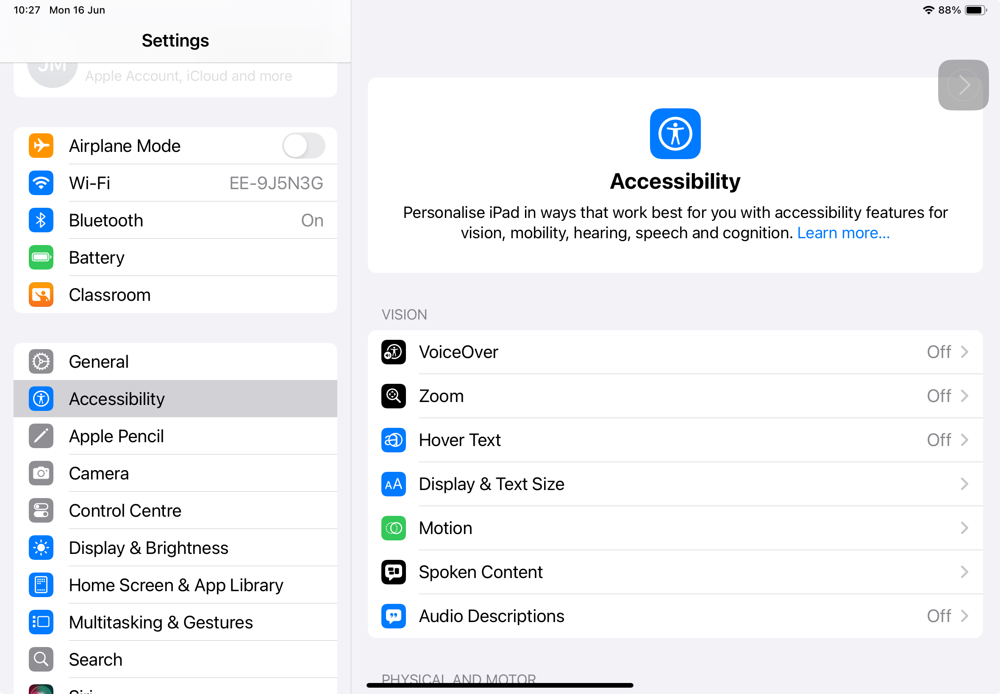 10:27 Mon 16 Jun
88%
Settings
JM
Apple Account, iCloud and more
Airplane Mode
Wi-Fi EE-9J5N3G
Bluetooth On
Battery
Classroom
General
Accessibility
Apple Pencil
Camera
Control Centre
Display & Brightness
Home Screen & App Library
Multitasking & Gestures
Search
Siri
Accessibility
Personalise iPad in ways that work best for you with accessibility features for
vision, mobility, hearing, speech and cognition. Learn more...
VISION
VoiceOver Off
Zoom Off
Hover Text Off
AA Display & Text Size
Motion
Spoken Content
Audio Descriptions Off
PHYSICAL AND MOTOR